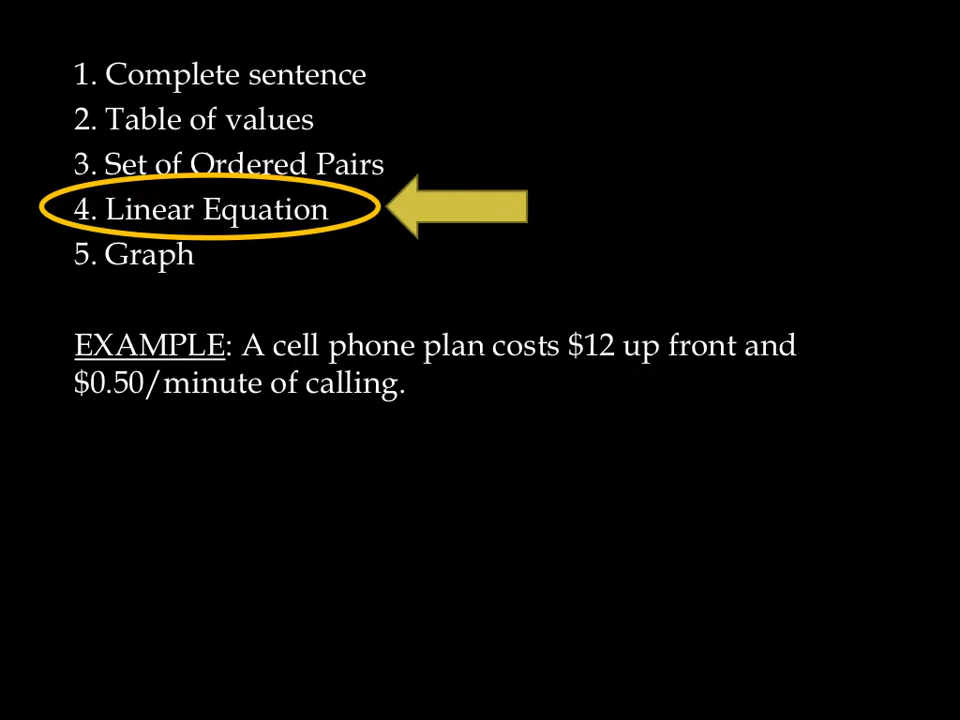 1. Complete sentence
2. Table of values
3. Set of Ordered Pairs
4. Linear Equation
5. Graph
EXAMPLE: A cell phone plan costs $12 up front and
$0.50/minute of calling.